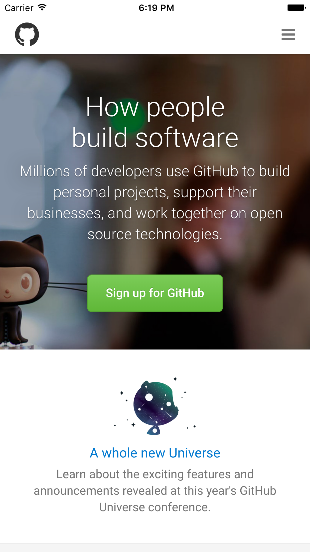 Carrier 6:19 PM
How people
build software
Millions of developers use GitHub to build
personal projects, support their
businesses, and work together on open
source technologies.
Sign up for GitHub
A whole new Universe
Learn about the exciting features and
announcements revealed at this year's GitHub
Universe conference.